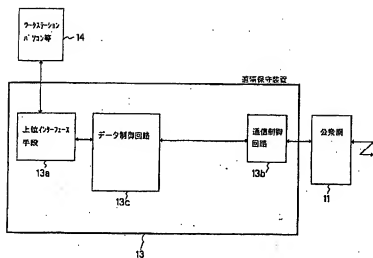 ワークステーション
パソコン等
14
遠隔保守装置
上位インターフェース
手段
13a
データ制御回路
13c
通信制御
回路
13b
公衆網
11
13